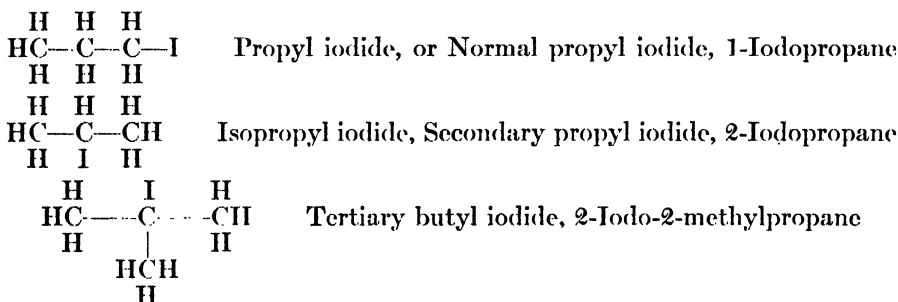 H H H
HC—C—C—I Propyl iodide, or Normal propyl iodide, 1-Iodopropane
H H H
H H H
HC—C—CH Isopropyl iodide, Secondary propyl iodide, 2-Iodopropane
H I H
H I H
HC—C—CH Tertiary butyl iodide, 2-Iodo-2-methylpropane
H H
HCH
H